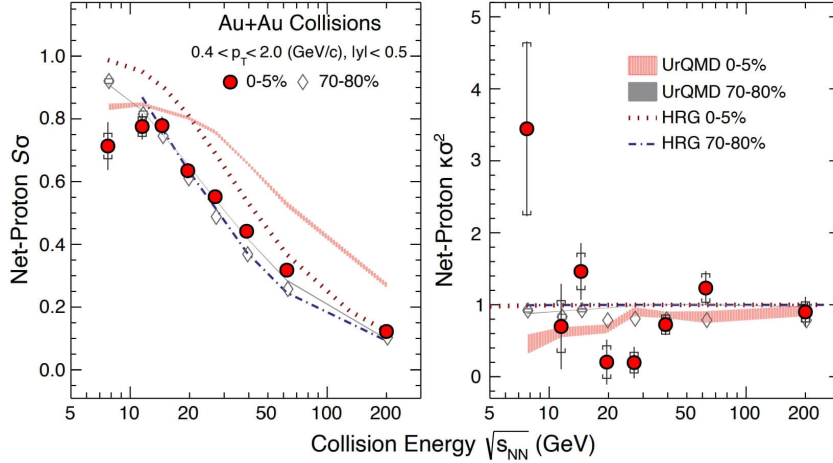 Au+Au Collisions
0.4 < p_T < 2.0 (GeV/c), |y| < 0.5
0-5% 70-80%
Net-Proton Sσ
1.0
0.8
0.6
0.4
0.2
0.0
5 10 20 50 100 200
UrQMD 0-5%
UrQMD 70-80%
HRG 0-5%
HRG 70-80%
Net-Proton κσ²
5
4
3
2
1
0
5 10 20 50 100 200
Collision Energy √s_NN (GeV)